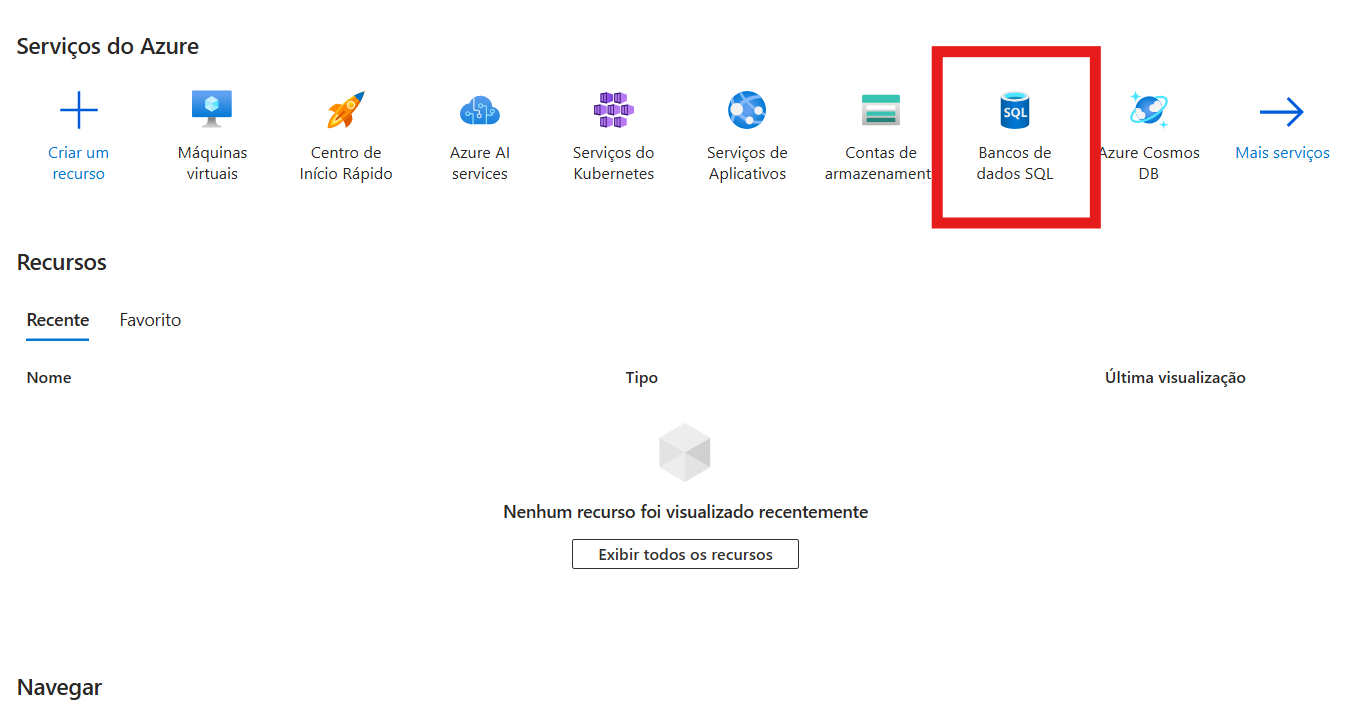 Serviços do Azure
SQL
Criar um
recurso
Máquinas
virtuais
Centro de
Início Rápido
Azure AI
services
Serviços do
Kubernetes
Serviços de
Aplicativos
Contas de
armazenament
Bancos de
dados SQL
Azure Cosmos
DB
Mais serviços
Recursos
Recente
Favorito
Nome
Tipo
Última visualização
Nenhum recurso foi visualizado recentemente
Exibir todos os recursos
Navegar